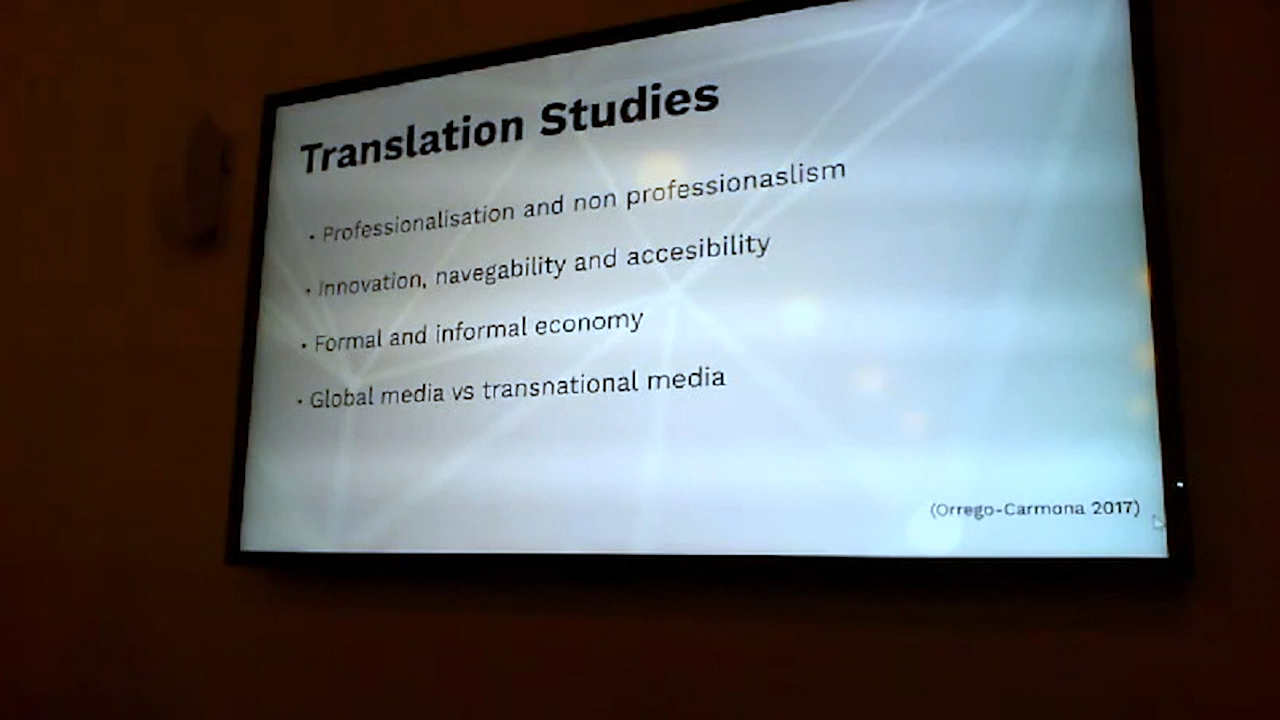 Translation Studies
• Professionalisation and non professionaslism
• Innovation, navegability and accesibility
• Formal and informal economy
• Global media vs transnational media
(Orrego-Carmona 2017)